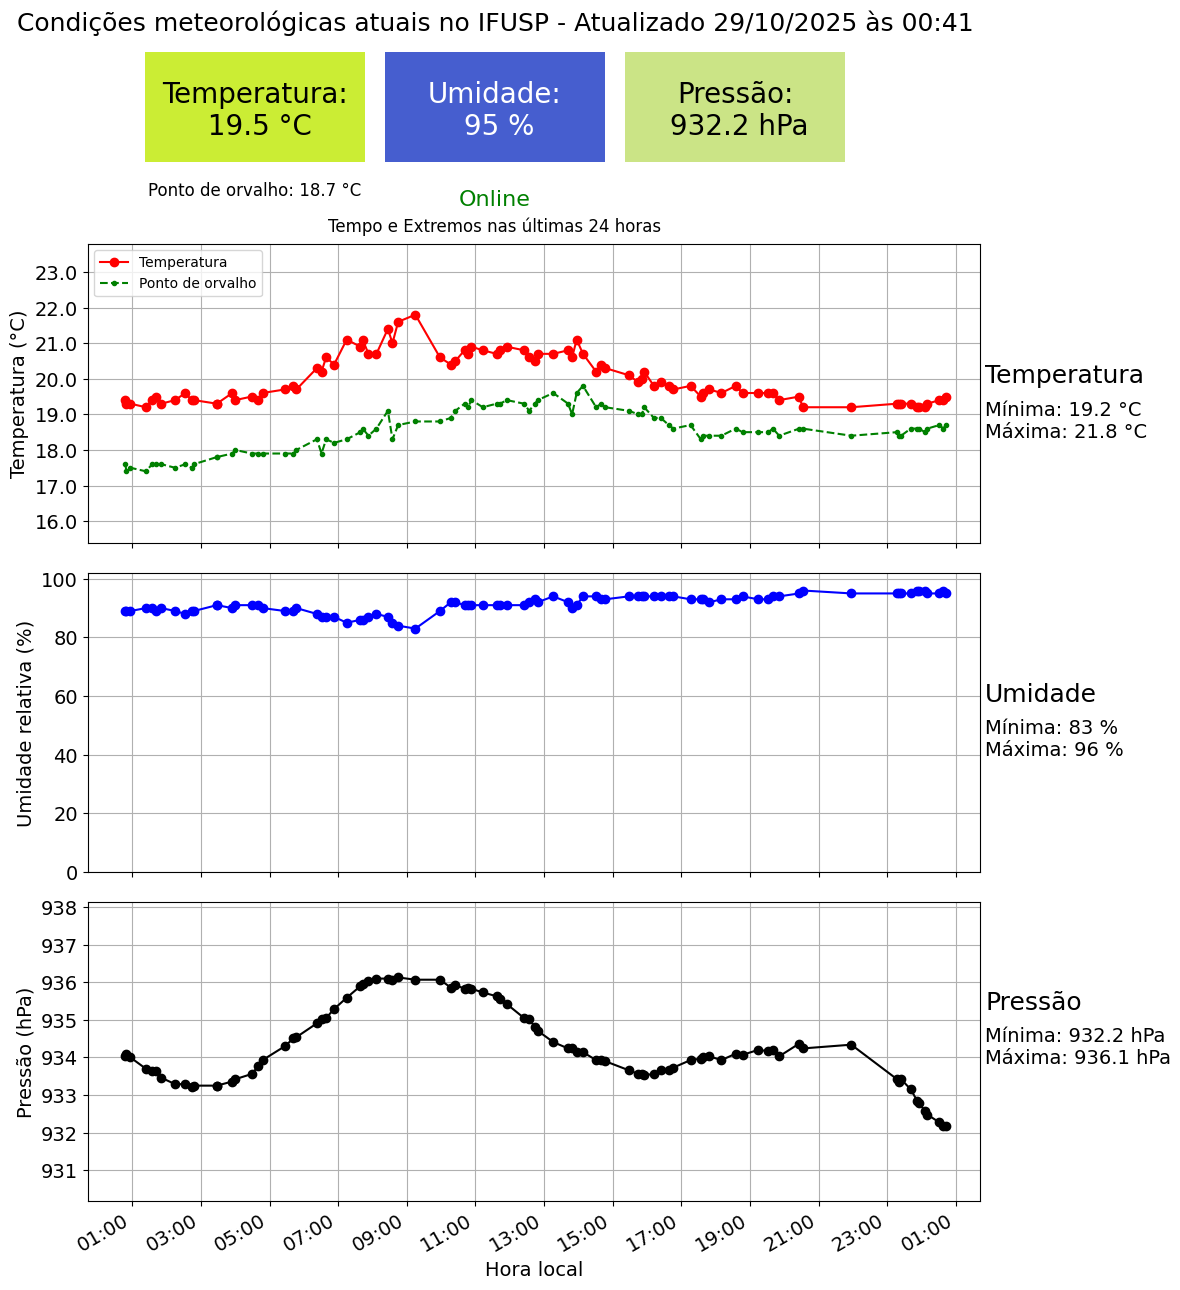 Condições meteorológicas atuais no IFUSP - Atualizado 29/10/2025 às 00:41
Temperatura:
19.5 °C
Umidade:
95 %
Pressão:
932.2 hPa
Ponto de orvalho: 18.7 °C
Online
Tempo e Extremos nas últimas 24 horas
Temperatura
Ponto de orvalho
23.0
22.0
21.0
20.0
19.0
18.0
17.0
16.0
Temperatura (°C)
Temperatura
Mínima: 19.2 °C
Máxima: 21.8 °C
100
80
60
40
20
0
Umidade relativa (%)
Umidade
Mínima: 83 %
Máxima: 96 %
938
937
936
935
934
933
932
931
Pressão (hPa)
Pressão
Mínima: 932.2 hPa
Máxima: 936.1 hPa
01:00 03:00 05:00 07:00 09:00 11:00 13:00 15:00 17:00 19:00 21:00 23:00 01:00
Hora local